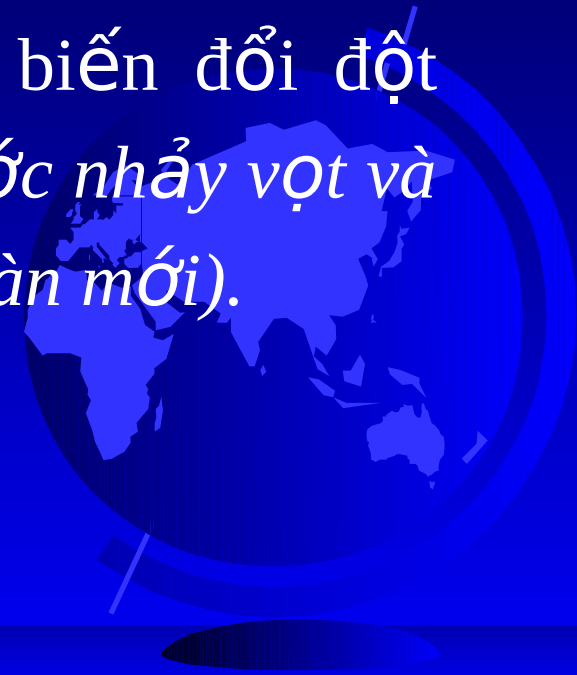 biến đổi đột
ớc nhảy vọt và
àn mới).